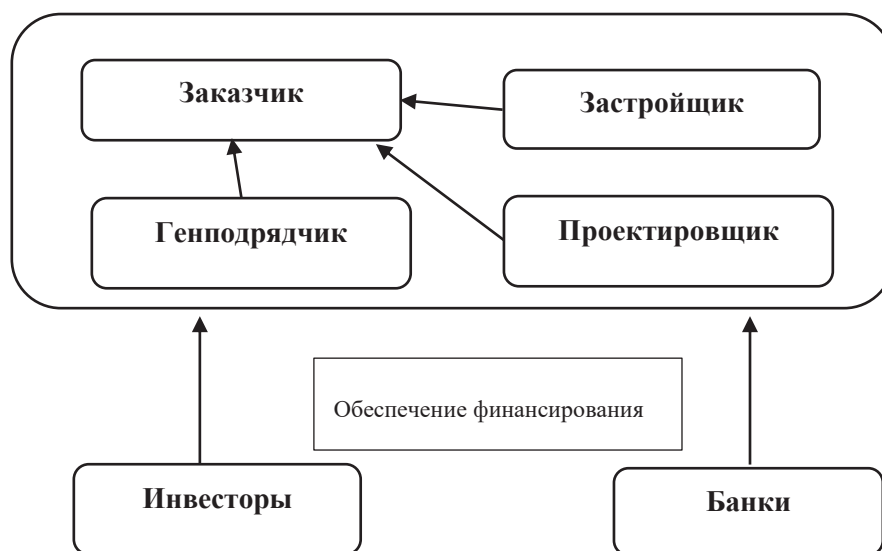 Заказчик
Застройщик
Генподрядчик
Проектировщик
Обеспечение финансирования
Инвесторы
Банки